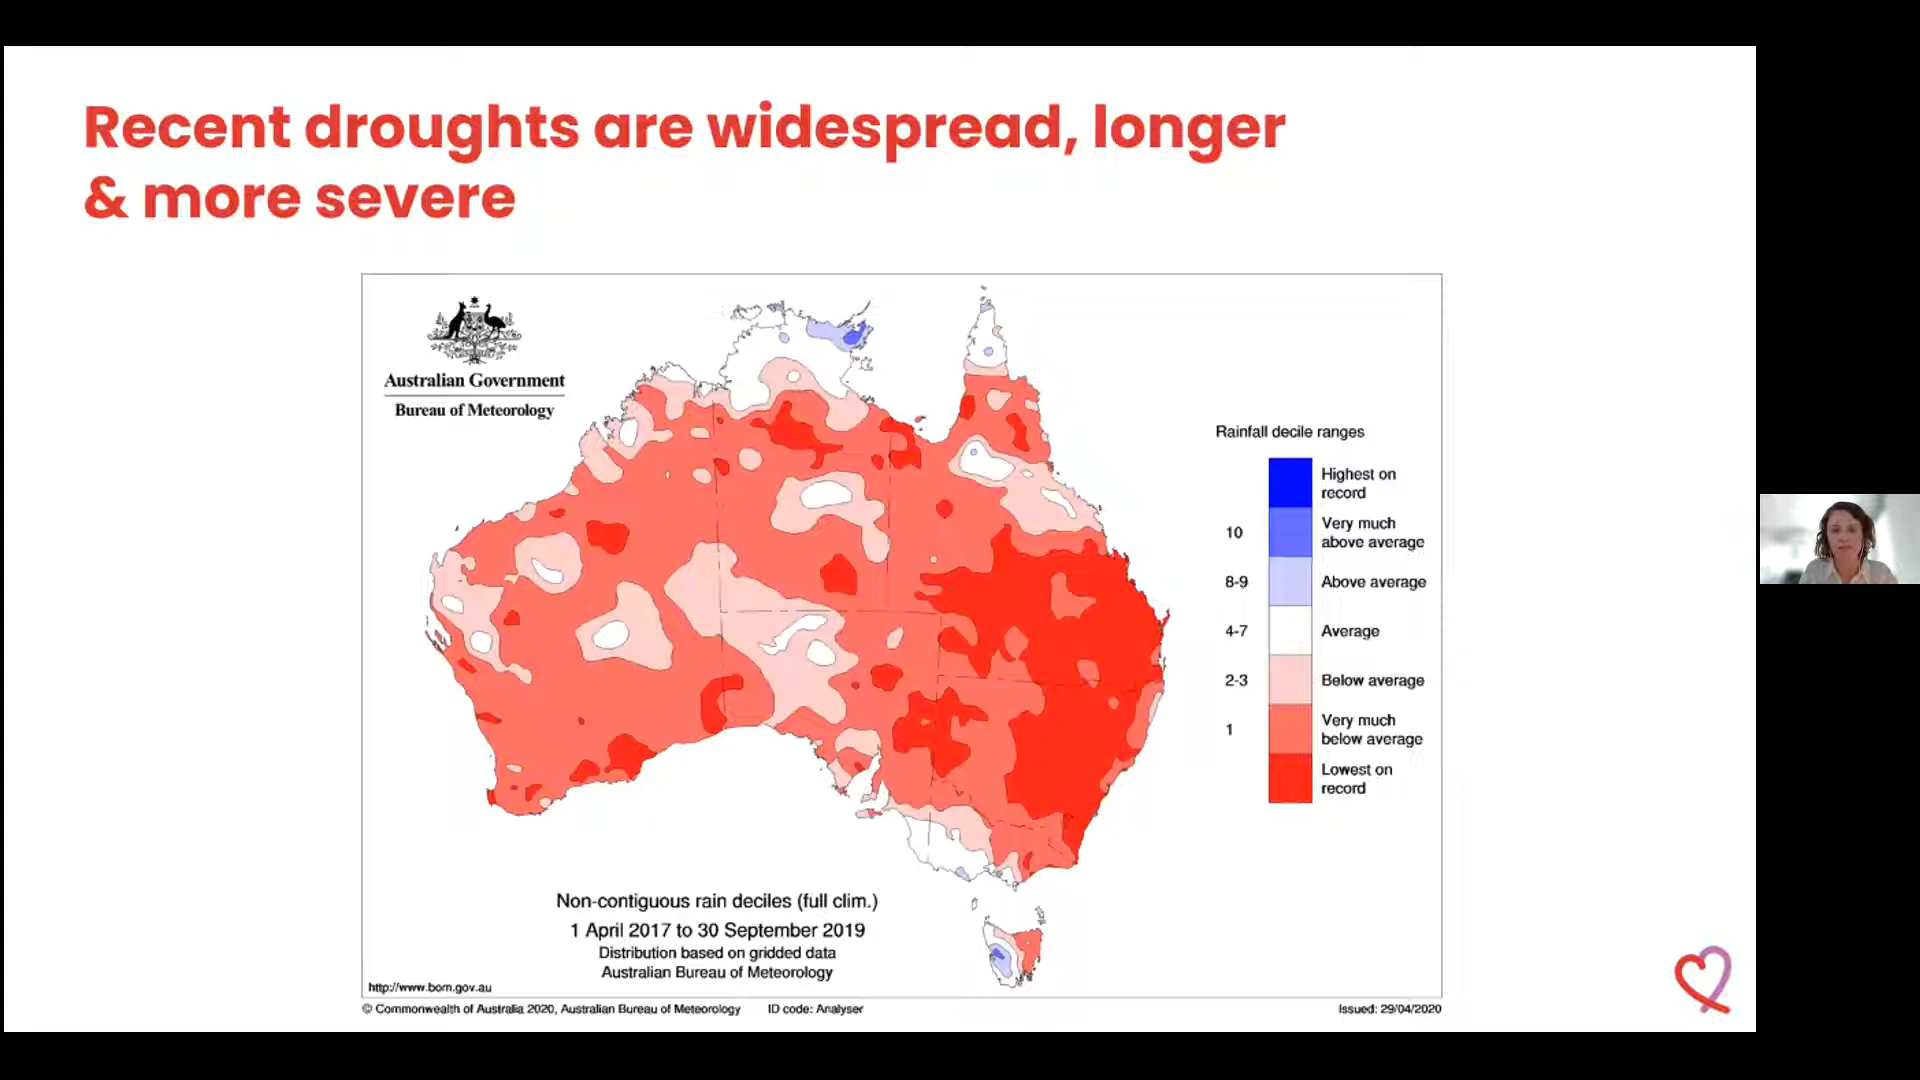 Recent droughts are widespread, longer
& more severe
Australian Government
Bureau of Meteorology
Rainfall decile ranges
Highest on
record
10
Very much
above average
8-9
Above average
4-7
Average
2-3
Below average
1
Very much
below average
Lowest on
record
Non-contiguous rain deciles (full clim.)
1 April 2017 to 30 September 2019
Distribution based on gridded data
Australian Bureau of Meteorology
http://www.bom.gov.au
© Commonwealth of Australia 2020, Australian Bureau of Meteorology
ID code: Analyser
Issued: 29/04/2020